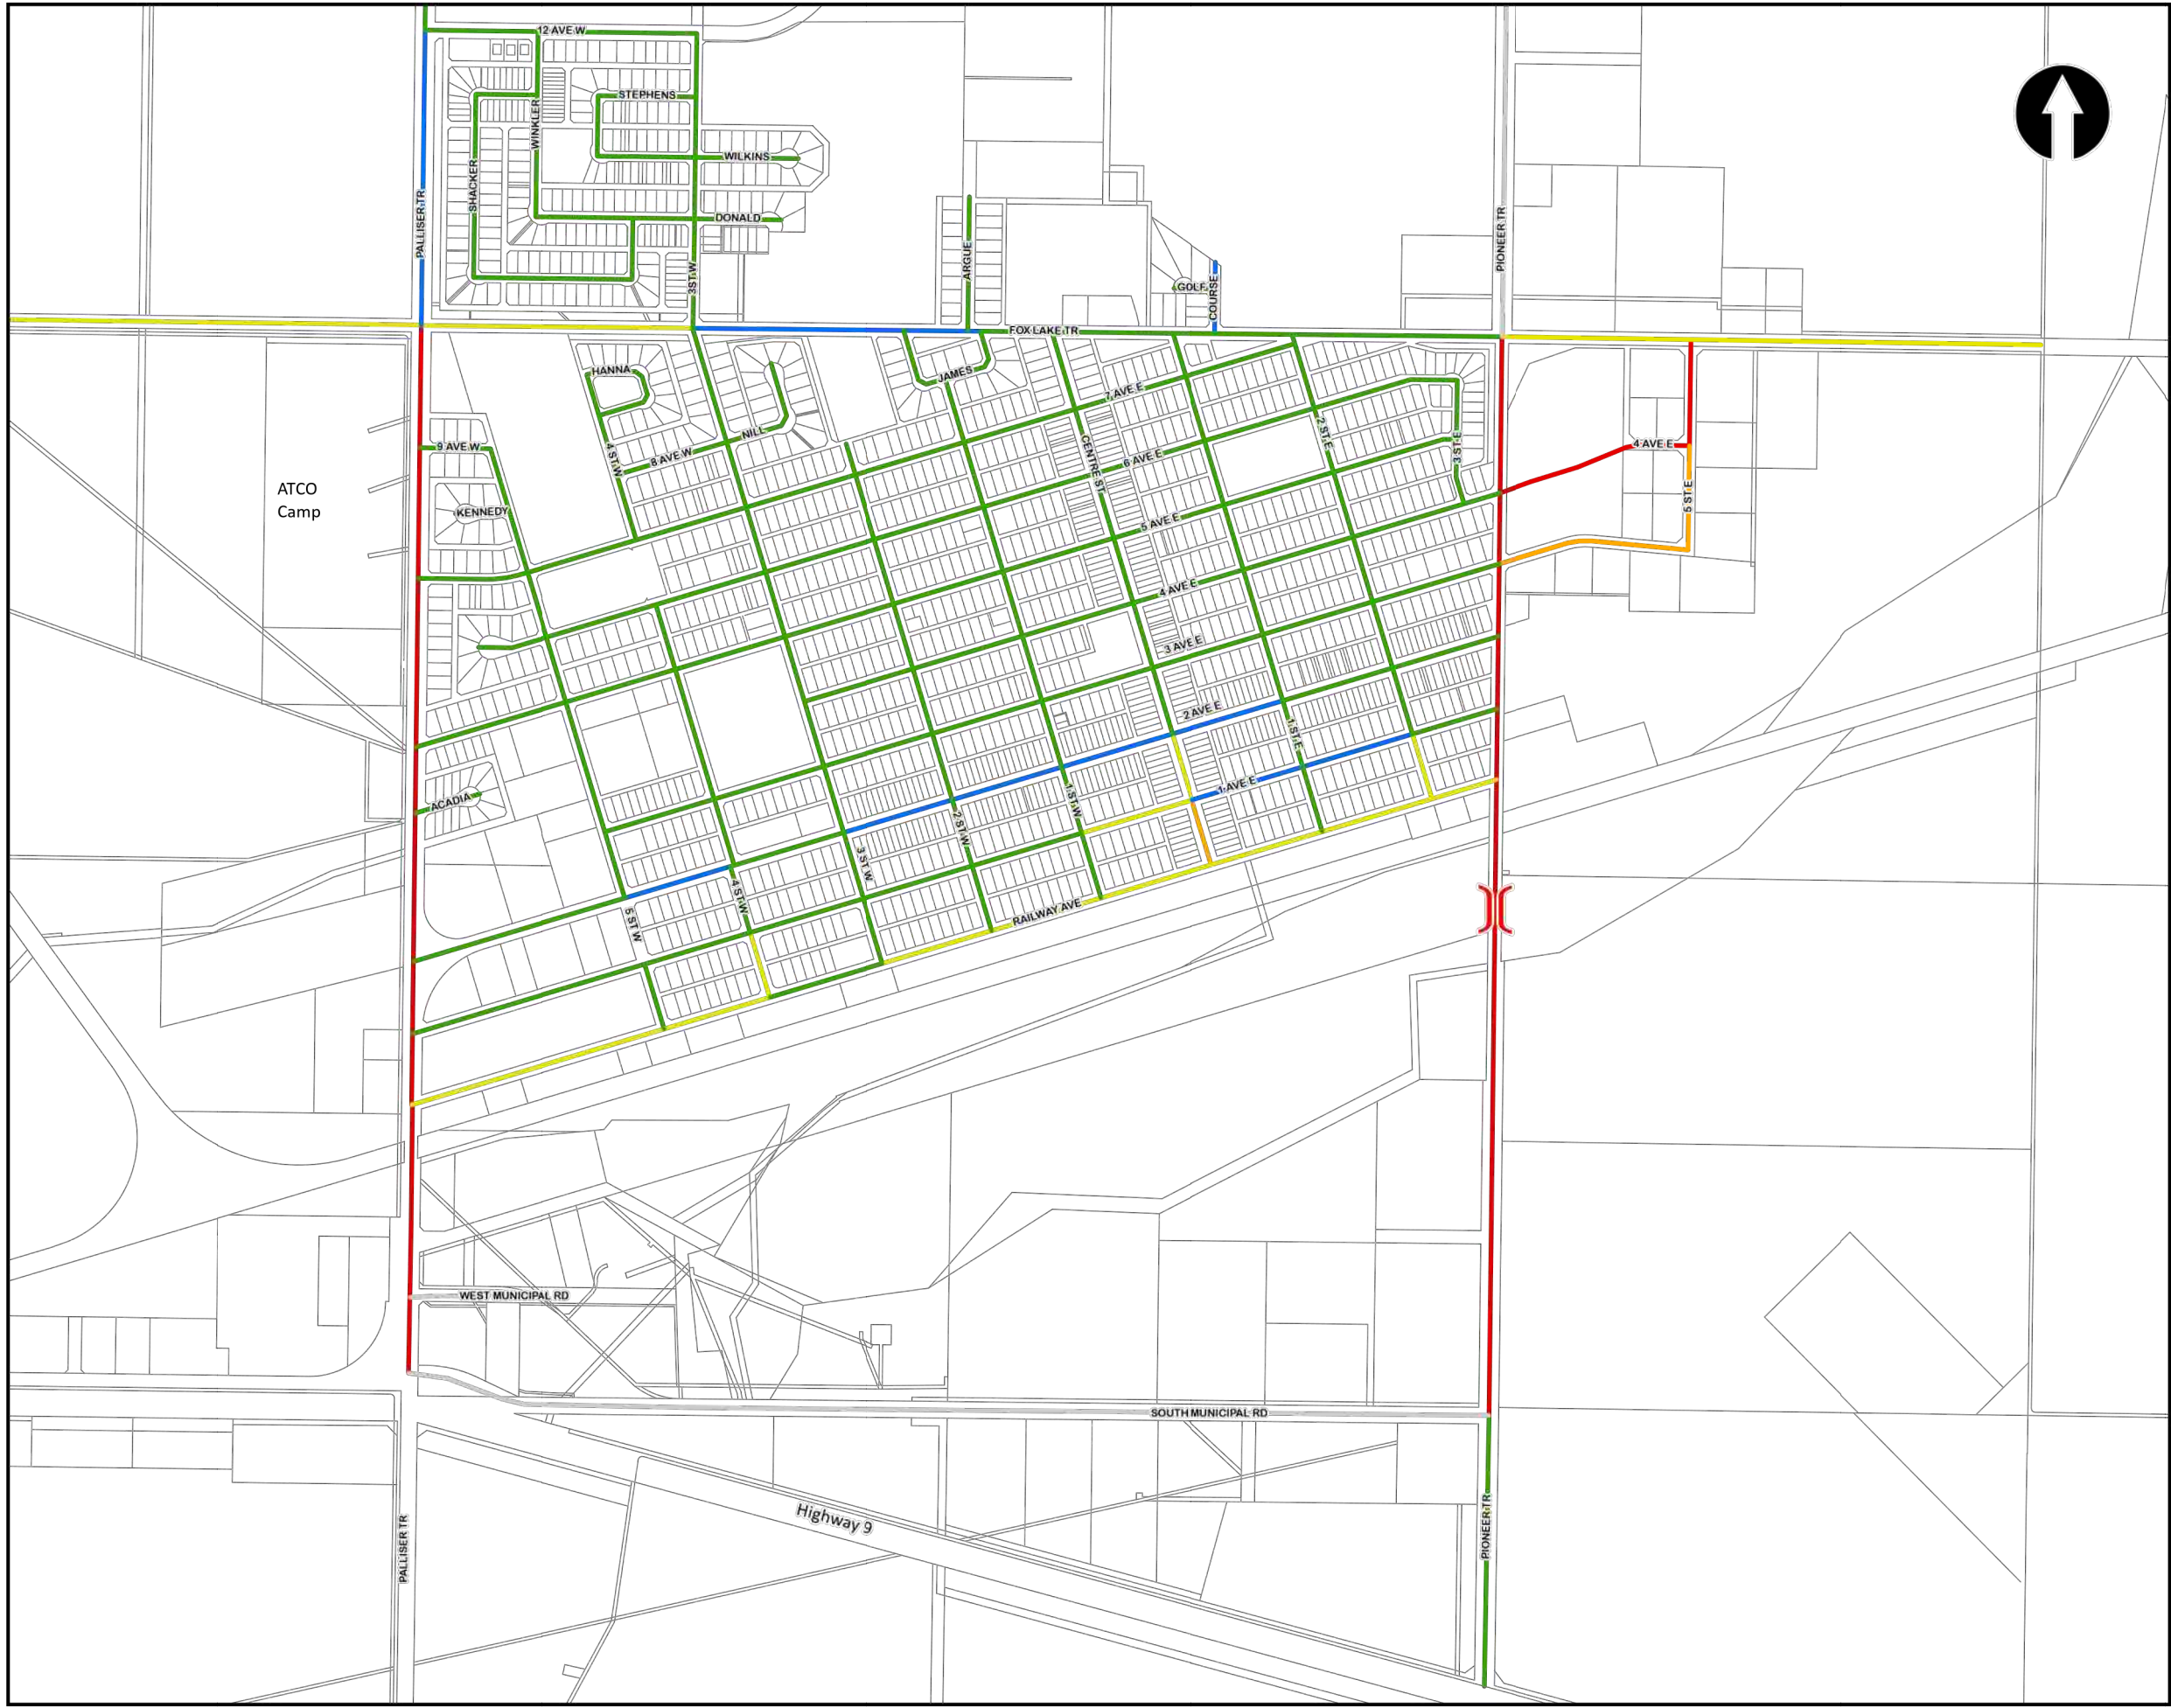 12 AVE W
STEPHENS
WINKLER
WILKINS
SHACKER
PALLISER TR
DONALD
PIONEER TR
ARGUE
3 ST W
GOLF
COURSE
FOX LAKE TR
HANNA
JAMES
7 AVE E
NILL
2 ST E
9 AVE W
4 ST W
8 AVE W
CENTRE ST
6 AVE E
3 ST E
4 AVE E
ATCO
Camp
5 ST E
KENNEDY
5 AVE E
4 AVE E
3 AVE E
2 AVE E
1 ST E
ACADIA
1 AVE E
1 ST W
2 ST W
3 ST W
4 ST W
5 ST W
RAILWAY AVE
WEST MUNICIPAL RD
SOUTH MUNICIPAL RD
Highway 9
PALLISER TR
PIONEER TR